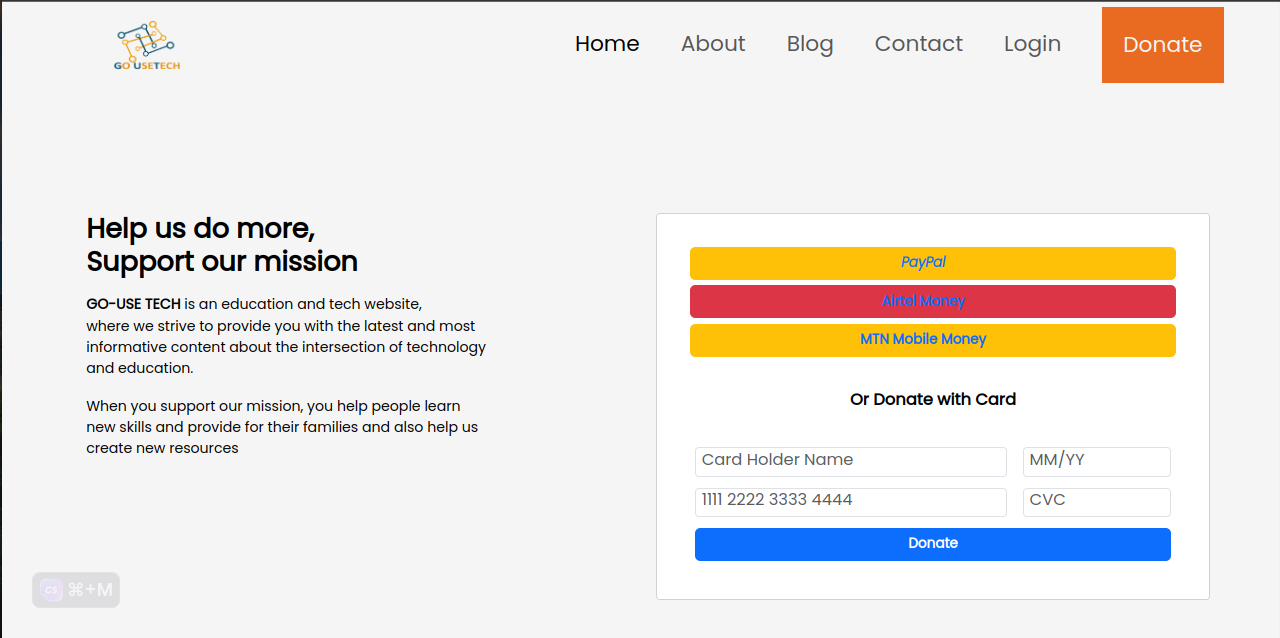 GO USETECH
Home About Blog Contact Login Donate
Help us do more,
Support our mission
GO-USE TECH is an education and tech website,
where we strive to provide you with the latest and most
informative content about the intersection of technology
and education.
When you support our mission, you help people learn
new skills and provide for their families and also help us
create new resources
PayPal
Airtel Money
MTN Mobile Money
Or Donate with Card
Card Holder Name MM/YY
1111 2222 3333 4444 CVC
Donate
CS ⌘+M